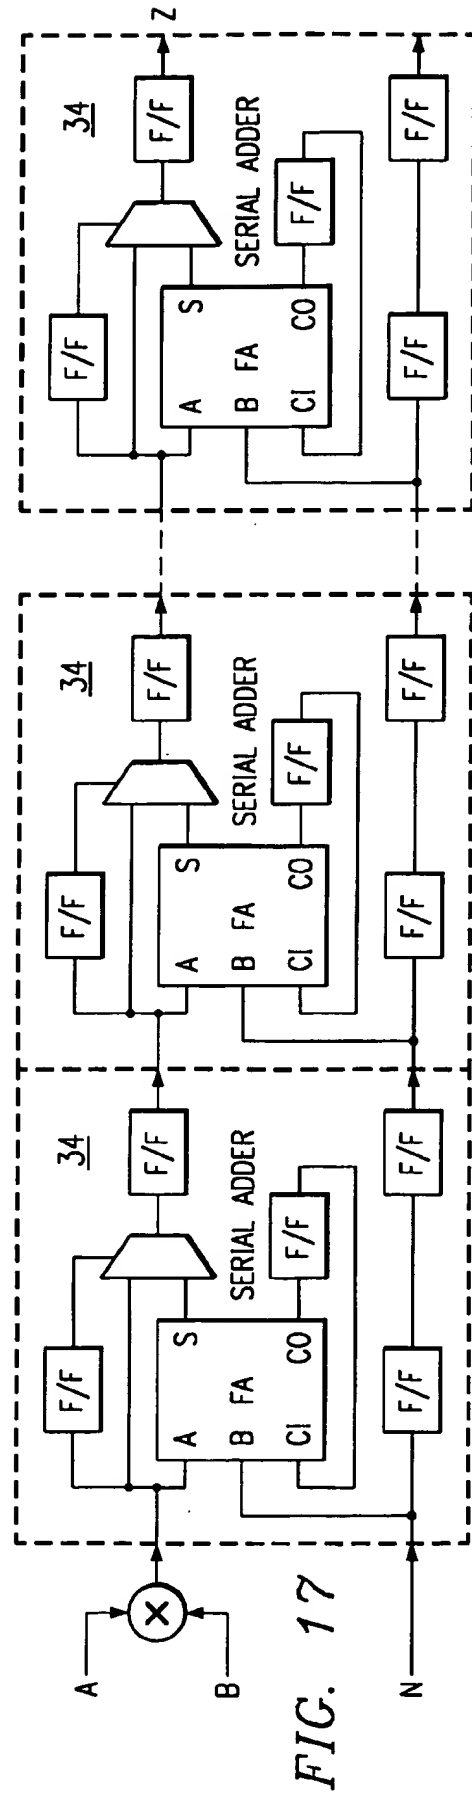 A
B
N
34
F/F
F/F
SERIAL ADDER
A
S
B
FA
CI
CO
F/F
F/F
F/F
34
F/F
F/F
SERIAL ADDER
A
S
B
FA
CI
CO
F/F
F/F
F/F
34
F/F
F/F
SERIAL ADDER
A
S
B
FA
CI
CO
F/F
F/F
F/F
Z
FIG. 17